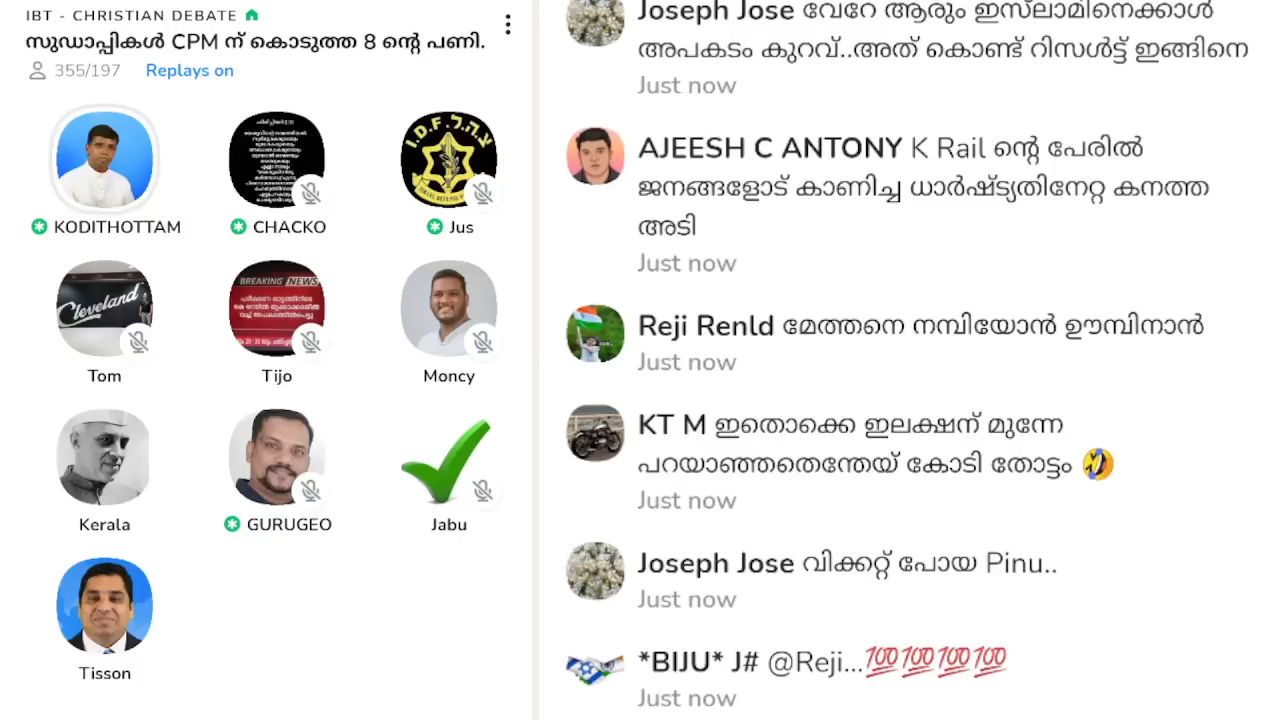 IBT - CHRISTIAN DEBATE
സുഡാപ്പികൾ CPM ന് കൊടുത്ത 8 ന്റെ പണി.
355/197 Replays on
I.D.F. צ.ה.ל
KODITHOTTAM
CHACKO
Jus
Cleveland
BREAKING NEWS
Tom
Tijo
Moncy
Kerala
GURUGEO
Jabu
Tisson
Joseph Jose വേറേ ആരും ഇസ്‌ലാമിനെക്കാൾ
അപകടം കുറവ്..അത് കൊണ്ട് റിസൾട്ട് ഇങ്ങിനെ
Just now
AJEESH C ANTONY K Rail ന്റെ പേരിൽ
ജനങ്ങളോട് കാണിച്ച ധാർഷ്ട്യതിനേറ്റ കനത്ത
അടി
Just now
Reji Renld മേത്തനെ നമ്പിയോൻ ഊമ്പിനാൻ
Just now
KT M ഇതൊക്കെ ഇലക്ഷന് മുന്നേ
പറയാഞ്ഞതെന്തേയ് കോടി തോട്ടം 🤣
Just now
Joseph Jose വിക്കറ്റ് പോയ Pinu..
Just now
*BIJU* J# @Reji...💯💯💯💯
Just now